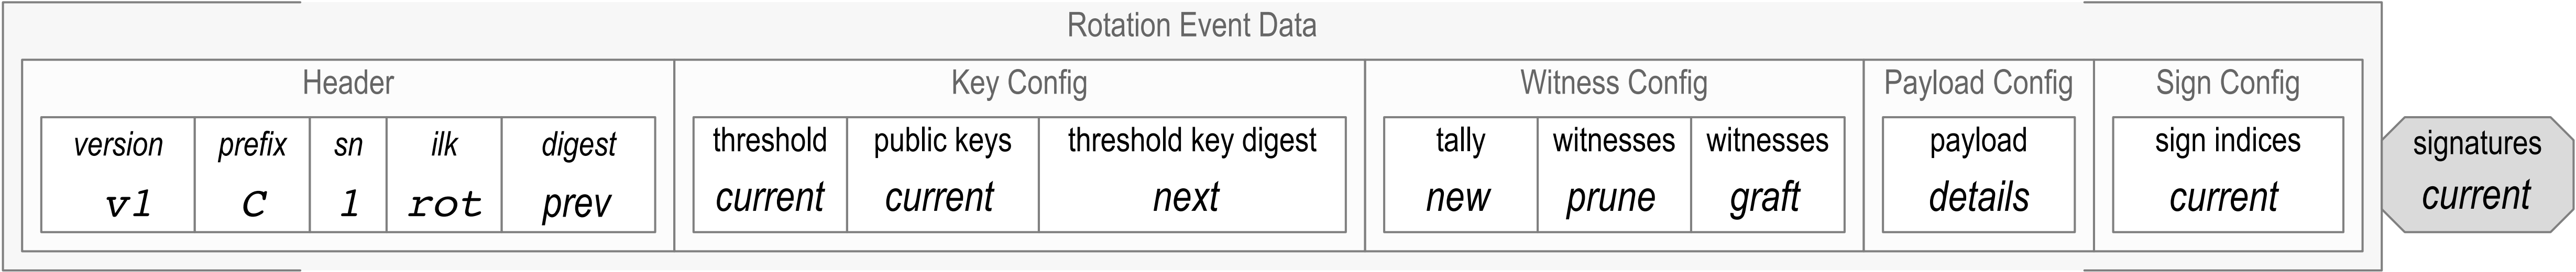 Rotation Event Data
Header Key Config Witness Config Payload Config Sign Config
version prefix sn ilk digest threshold public keys threshold key digest tally witnesses witnesses payload sign indices signatures
v1 C 1 rot prev current current next new prune graft details current current